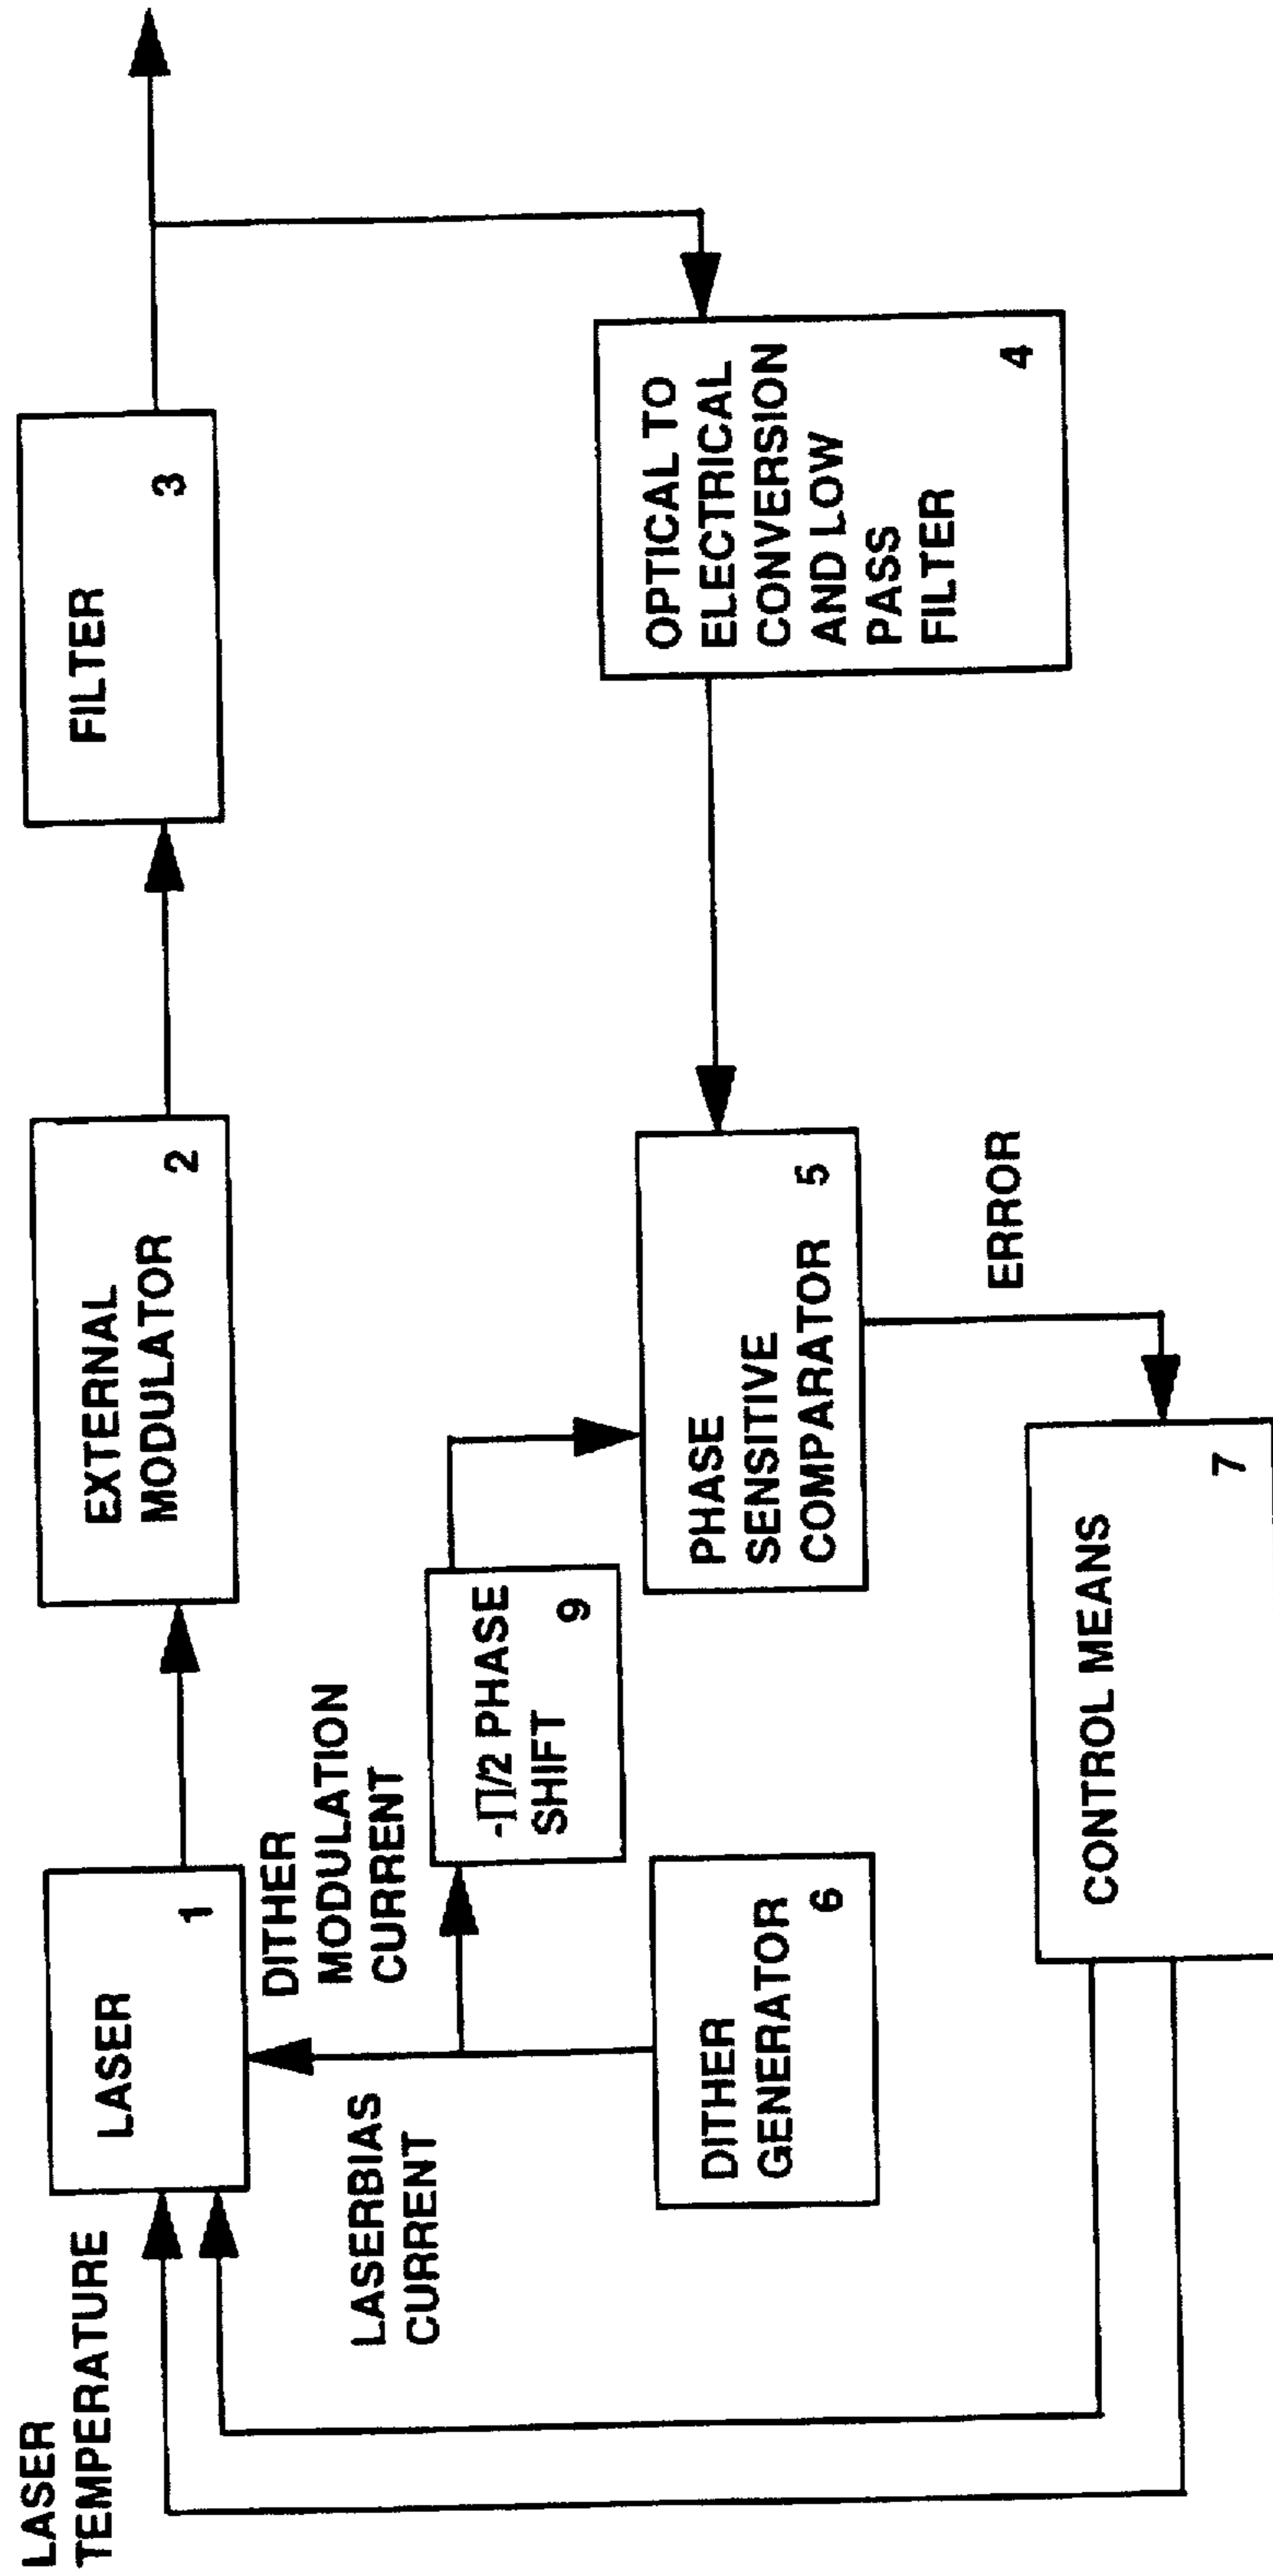 LASER
TEMPERATURE
LASER
1
EXTERNAL
MODULATOR
2
FILTER
3
LASERBIAS
CURRENT
DITHER
MODULATION
CURRENT
-Π/2 PHASE
SHIFT
9
DITHER
GENERATOR
6
PHASE
SENSITIVE
COMPARATOR 5
OPTICAL TO
ELECTRICAL
CONVERSION
AND LOW
PASS
FILTER
4
ERROR
CONTROL MEANS
7